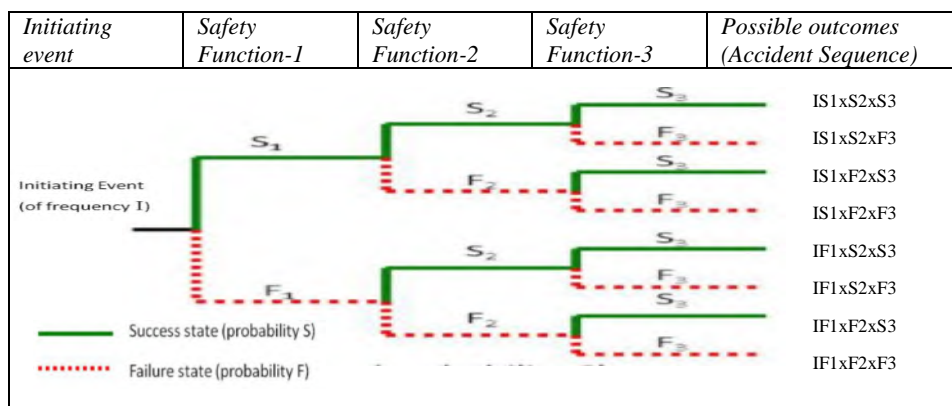 Initiating event
Safety Function-1
Safety Function-2
Safety Function-3
Possible outcomes (Accident Sequence)
S3
IS1xS2xS3
S2
S1
F3
IS1xS2xF3
S3
IS1xF2xS3
F2
Initiating Event
(of frequency I)
F3
IS1xF2xF3
S3
IF1xS2xS3
S2
F3
IF1xS2xF3
F1
S3
IF1xF2xS3
F2
Success state (probability S)
F3
IF1xF2xF3
Failure state (probability F)